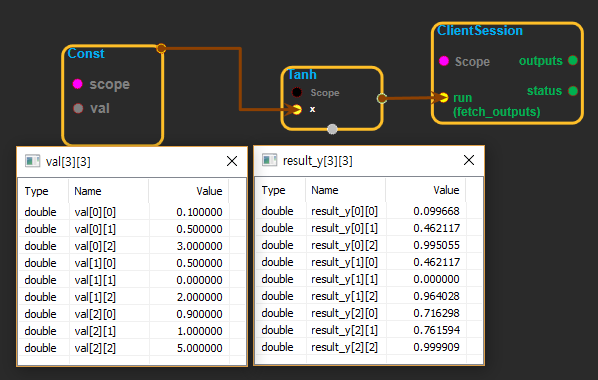 Const
scope
val
Tanh
Scope
x
ClientSession
Scope
outputs
status
run
(fetch_outputs)
val[3][3]
Type Name Value
double val[0][0] 0.100000
double val[0][1] 0.500000
double val[0][2] 3.000000
double val[1][0] 0.500000
double val[1][1] 0.000000
double val[1][2] 2.000000
double val[2][0] 0.900000
double val[2][1] 1.000000
double val[2][2] 5.000000
result_y[3][3]
Type Name Value
double result_y[0][0] 0.099668
double result_y[0][1] 0.462117
double result_y[0][2] 0.995055
double result_y[1][0] 0.462117
double result_y[1][1] 0.000000
double result_y[1][2] 0.964028
double result_y[2][0] 0.716298
double result_y[2][1] 0.761594
double result_y[2][2] 0.999909